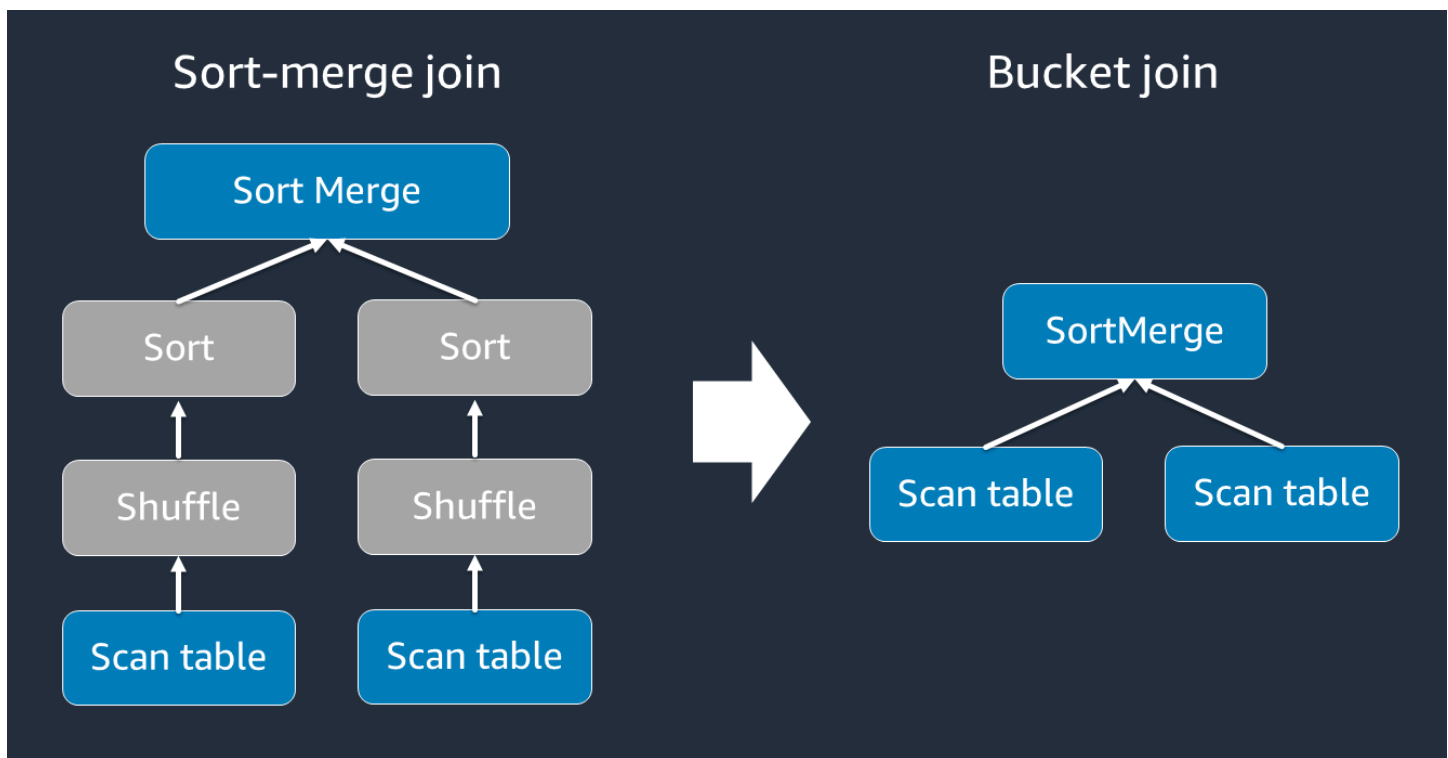 Sort-merge join
Bucket join
Sort Merge
Sort
Sort
SortMerge
Shuffle
Shuffle
Scan table
Scan table
Scan table
Scan table